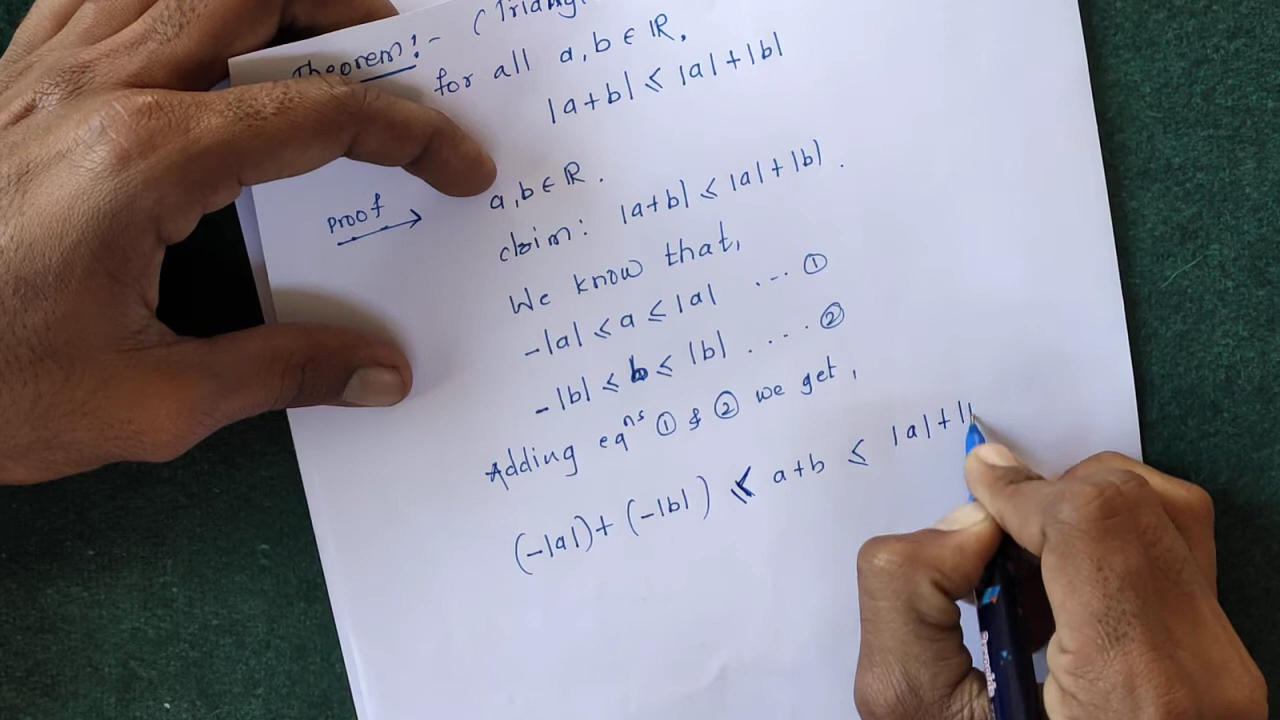 Theorem:- (Triang
for all a, b ∈ ℝ.
|a+b| ≤ |a|+|b|
Proof → a, b ∈ ℝ.
claim: |a+b| ≤ |a|+|b|.
We know that,
-|a| ≤ a ≤ |a| ... ①
-|b| ≤ b ≤ |b| .... ②
Adding eqⁿˢ ① & ② we get,
(-|a|)+(-|b|) ≤ a+b ≤ |a|+|